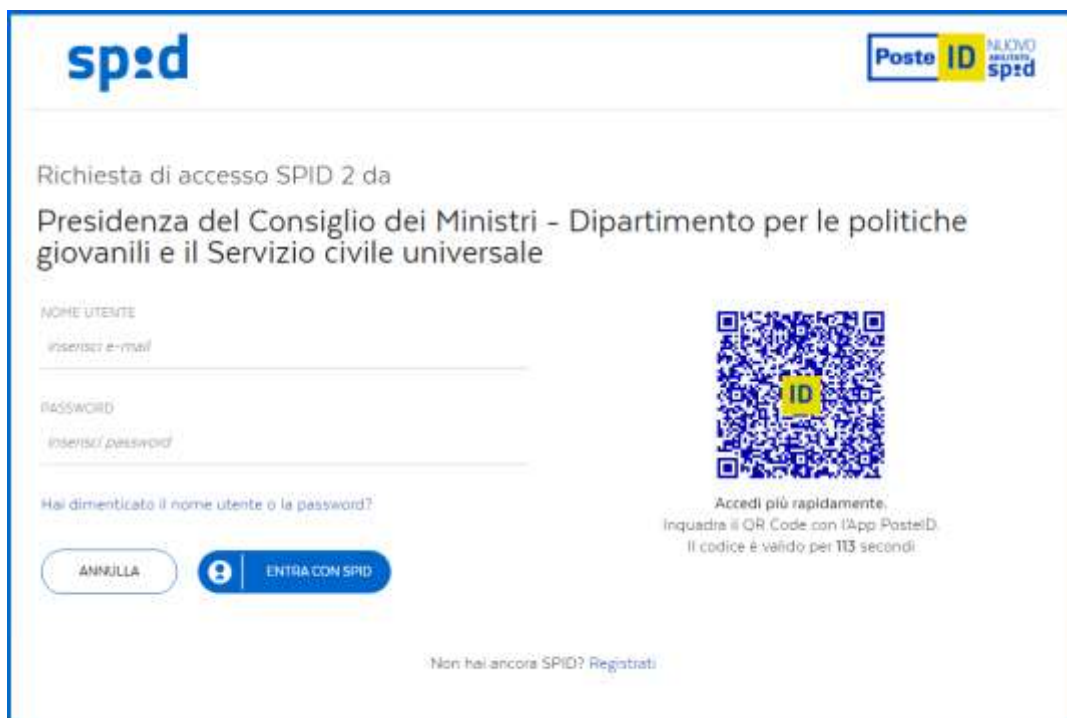 spid
Poste ID NUOVO
ABILITATO
spid
Richiesta di accesso SPID 2 da
Presidenza del Consiglio dei Ministri - Dipartimento per le politiche
giovanili e il Servizio civile universale
NOME UTENTE
inserisci e-mail
PASSWORD
inserisci password
Hai dimenticato il nome utente o la password?
ANNULLA
ENTRA CON SPID
ID
Accedi più rapidamente.
Inquadra il QR Code con l'App PosteID.
Il codice è valido per 113 secondi
Non hai ancora SPID? Registrati